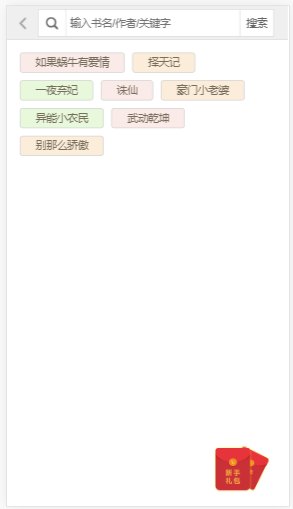 输入书名/作者/关键字 搜索
如果蜗牛有爱情 择天记
一夜弃妃 诛仙 豪门小老婆
异能小农民 武动乾坤
别那么骄傲
新手
礼包